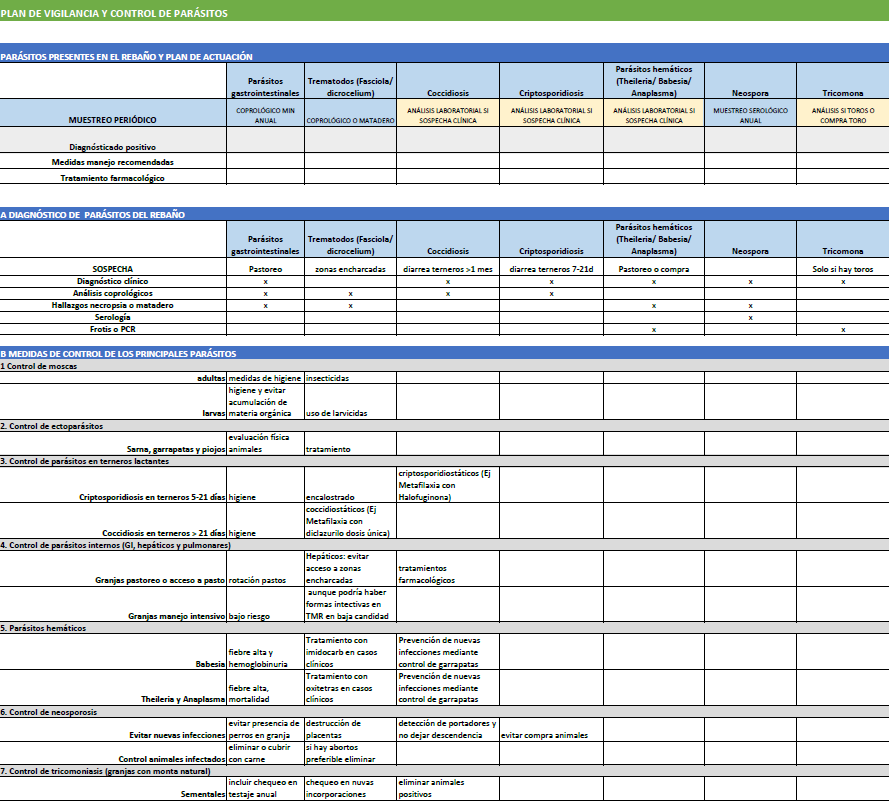 PLAN DE VIGILANCIA Y CONTROL DE PARÁSITOS
PARÁSITOS PRESENTES EN EL REBAÑO Y PLAN DE ACTUACIÓN
Parásitos gastrointestinales Trematodos (Fasciola/ dicrocelium) Coccidiosis Criptosporidiosis Parásitos hemáticos (Theileria/ Babesia/ Anaplasma) Neospora Tricomona
MUESTREO PERIÓDICO COPROLÓGICO MIN ANUAL COPROLÓGICO O MATADERO ANÁLISIS LABORATORIAL SI SOSPECHA CLÍNICA ANÁLISIS LABORATORIAL SI SOSPECHA CLÍNICA ANÁLISIS LABORATORIAL SI SOSPECHA CLÍNICA MUESTREO SEROLÓGICO ANUAL ANÁLISIS SI TOROS O COMPRA TORO
Diagnósticado positivo
Medidas manejo recomendadas
Tratamiento farmacológico
A DIAGNÓSTICO DE PARÁSITOS DEL REBAÑO
Parásitos gastrointestinales Trematodos (Fasciola/ dicrocelium) Coccidiosis Criptosporidiosis Parásitos hemáticos (Theileria/ Babesia/ Anaplasma) Neospora Tricomona
SOSPECHA Pastoreo zonas encharcadas diarrea terneros >1 mes diarrea terneros 7-21d Pastoreo o compra Solo si hay toros
Diagnóstico clínico x x x x x x
Análisis coprológicos x x x x
Hallazgos necropsia o matadero x x x x
Serología x
Frotis o PCR x x
B MEDIDAS DE CONTROL DE LOS PRINCIPALES PARÁSITOS
1 Control de moscas
adultas medidas de higiene insecticidas
larvas higiene y evitar acumulación de materia orgánica uso de larvicidas
2. Control de ectoparásitos
Sarna, garrapatas y piojos evaluación física animales tratamiento
3. Control de parásitos en terneros lactantes
Criptosporidiosis en terneros 5-21 días higiene encalostrado criptosporidiostáticos (Ej Metafilaxia con Halofuginona)
Coccidiosis en terneros > 21 días higiene coccidiostáticos (Ej Metafilaxia con diclazurilo dosis única)
4. Control de parásitos internos (GI, hepáticos y pulmonares)
Granjas pastoreo o acceso a pasto rotación pastos Hepáticos: evitar acceso a zonas encharcadas tratamientos farmacológicos
Granjas manejo intensivo bajo riesgo aunque podría haber formas intectivas en TMR en baja candidad
5. Parásitos hemáticos
Babesia fiebre alta y hemoglobinuria Tratamiento con imidocarb en casos clínicos Prevención de nuevas infecciones mediante control de garrapatas
Theileria y Anaplasma fiebre alta, mortalidad Tratamiento con oxitetras en casos clínicos Prevención de nuevas infecciones mediante control de garrapatas
6. Control de neosporosis
Evitar nuevas infecciones evitar presencia de perros en granja destrucción de placentas detección de portadores y no dejar descendencia evitar compra animales
Control animales infectados eliminar o cubrir con carne si hay abortos preferible eliminar
7. Control de tricomoniasis (granjas con monta natural)
Sementales incluir chequeo en testaje anual chequeo en nuvas incorporaciones eliminar animales positivos